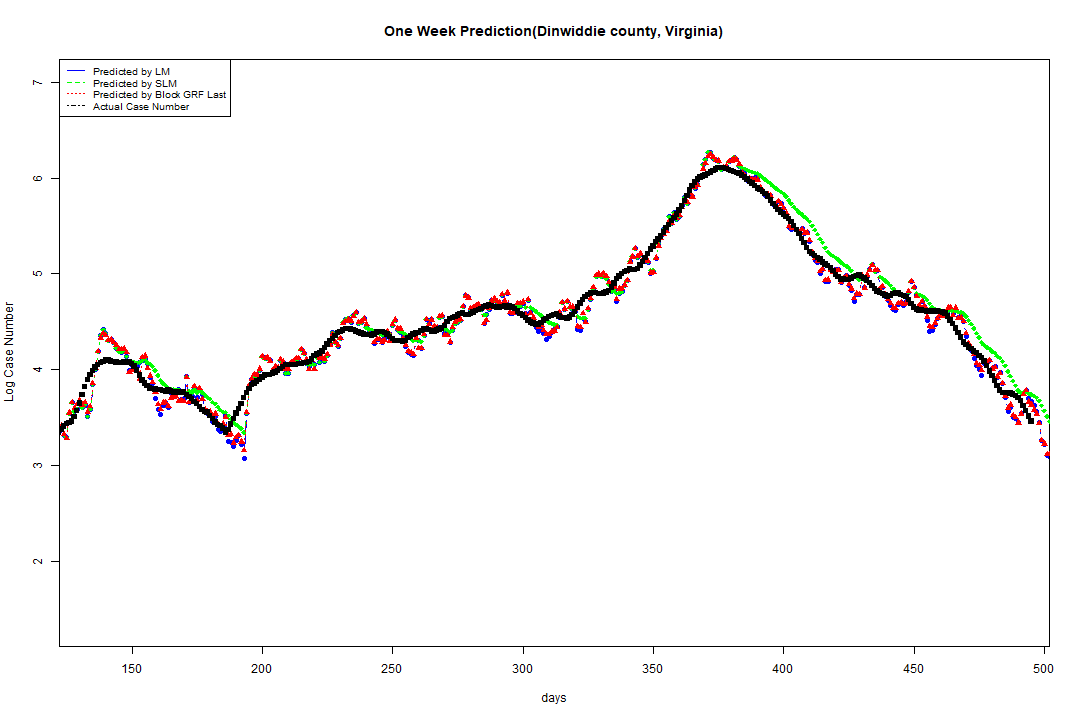 One Week Prediction(Dinwiddie county, Virginia)
Predicted by LM
Predicted by SLM
Predicted by Block GRF Last
Actual Case Number
Log Case Number
7
6
5
4
3
2
150 200 250 300 350 400 450 500
days